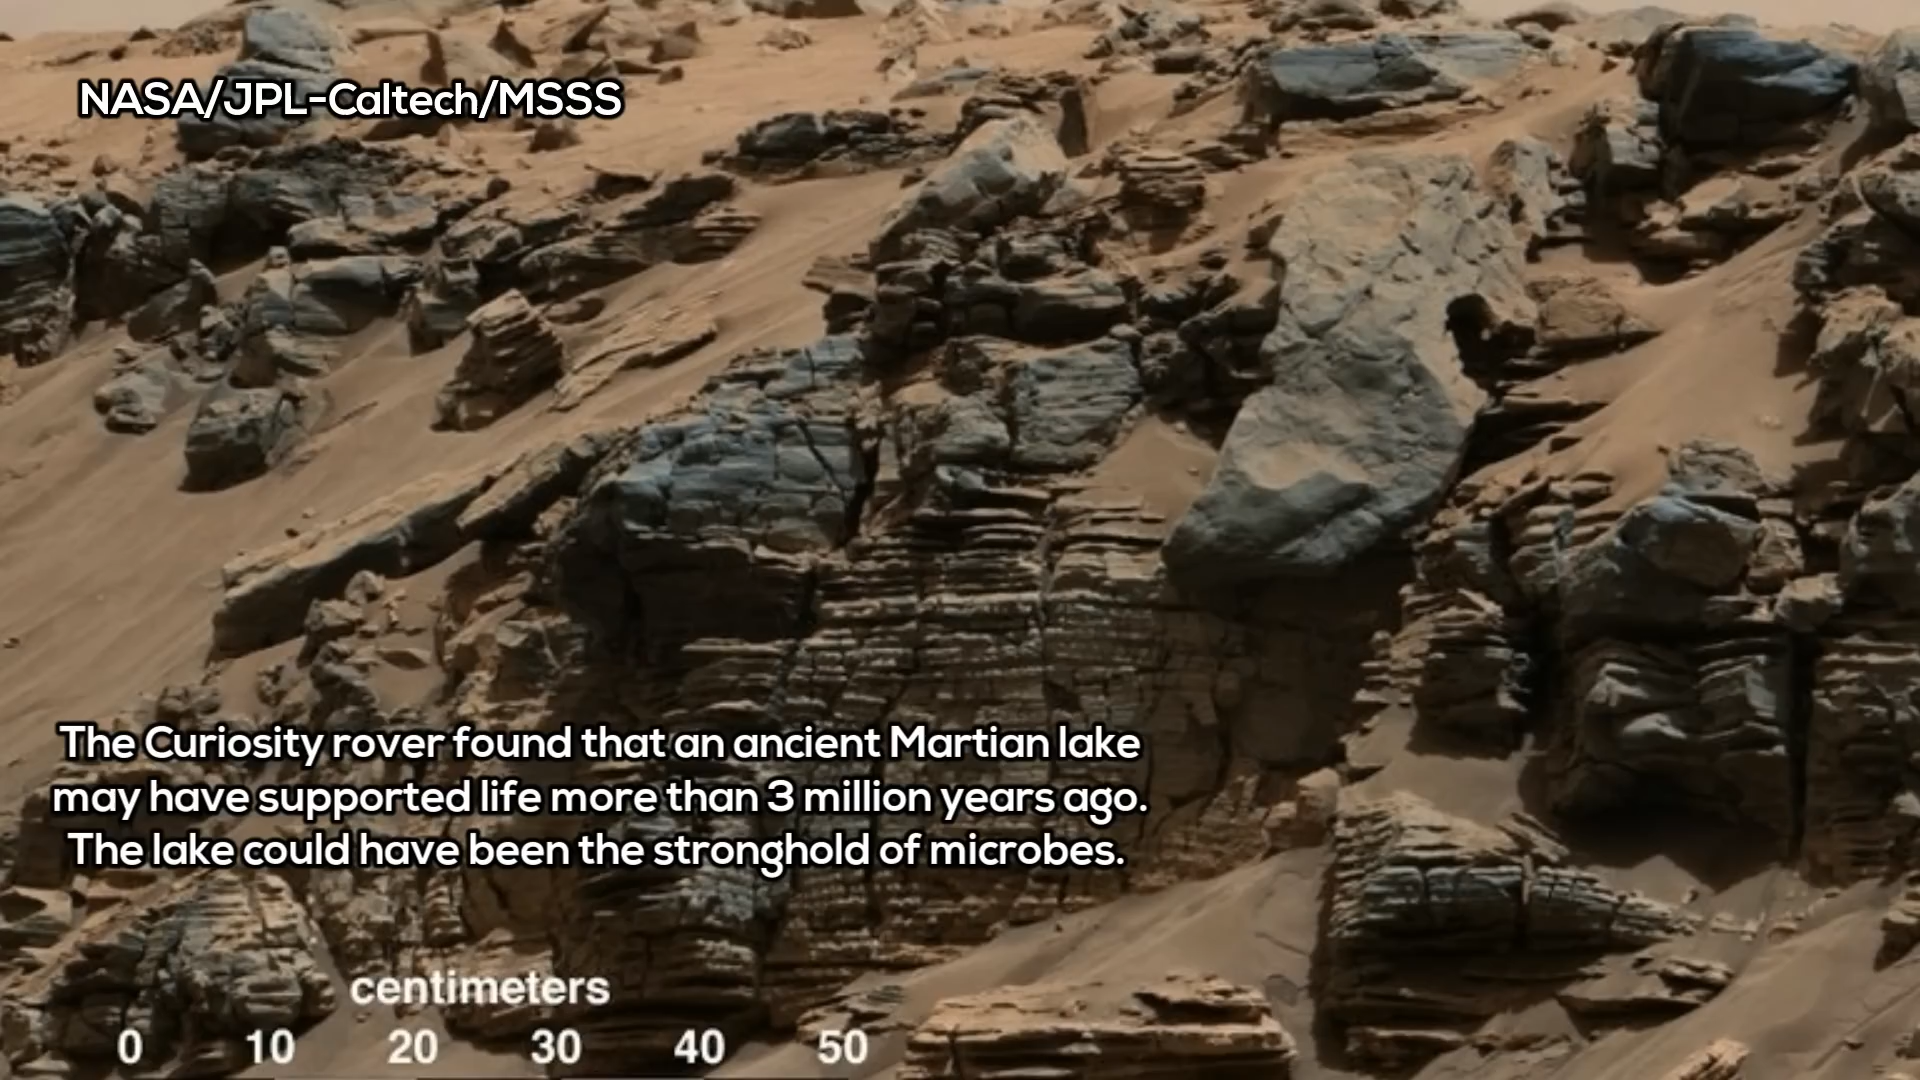 NASA/JPL-Caltech/MSSS
The Curiosity rover found that an ancient Martian lake
may have supported life more than 3 million years ago.
The lake could have been the stronghold of microbes.
centimeters
0 10 20 30 40 50